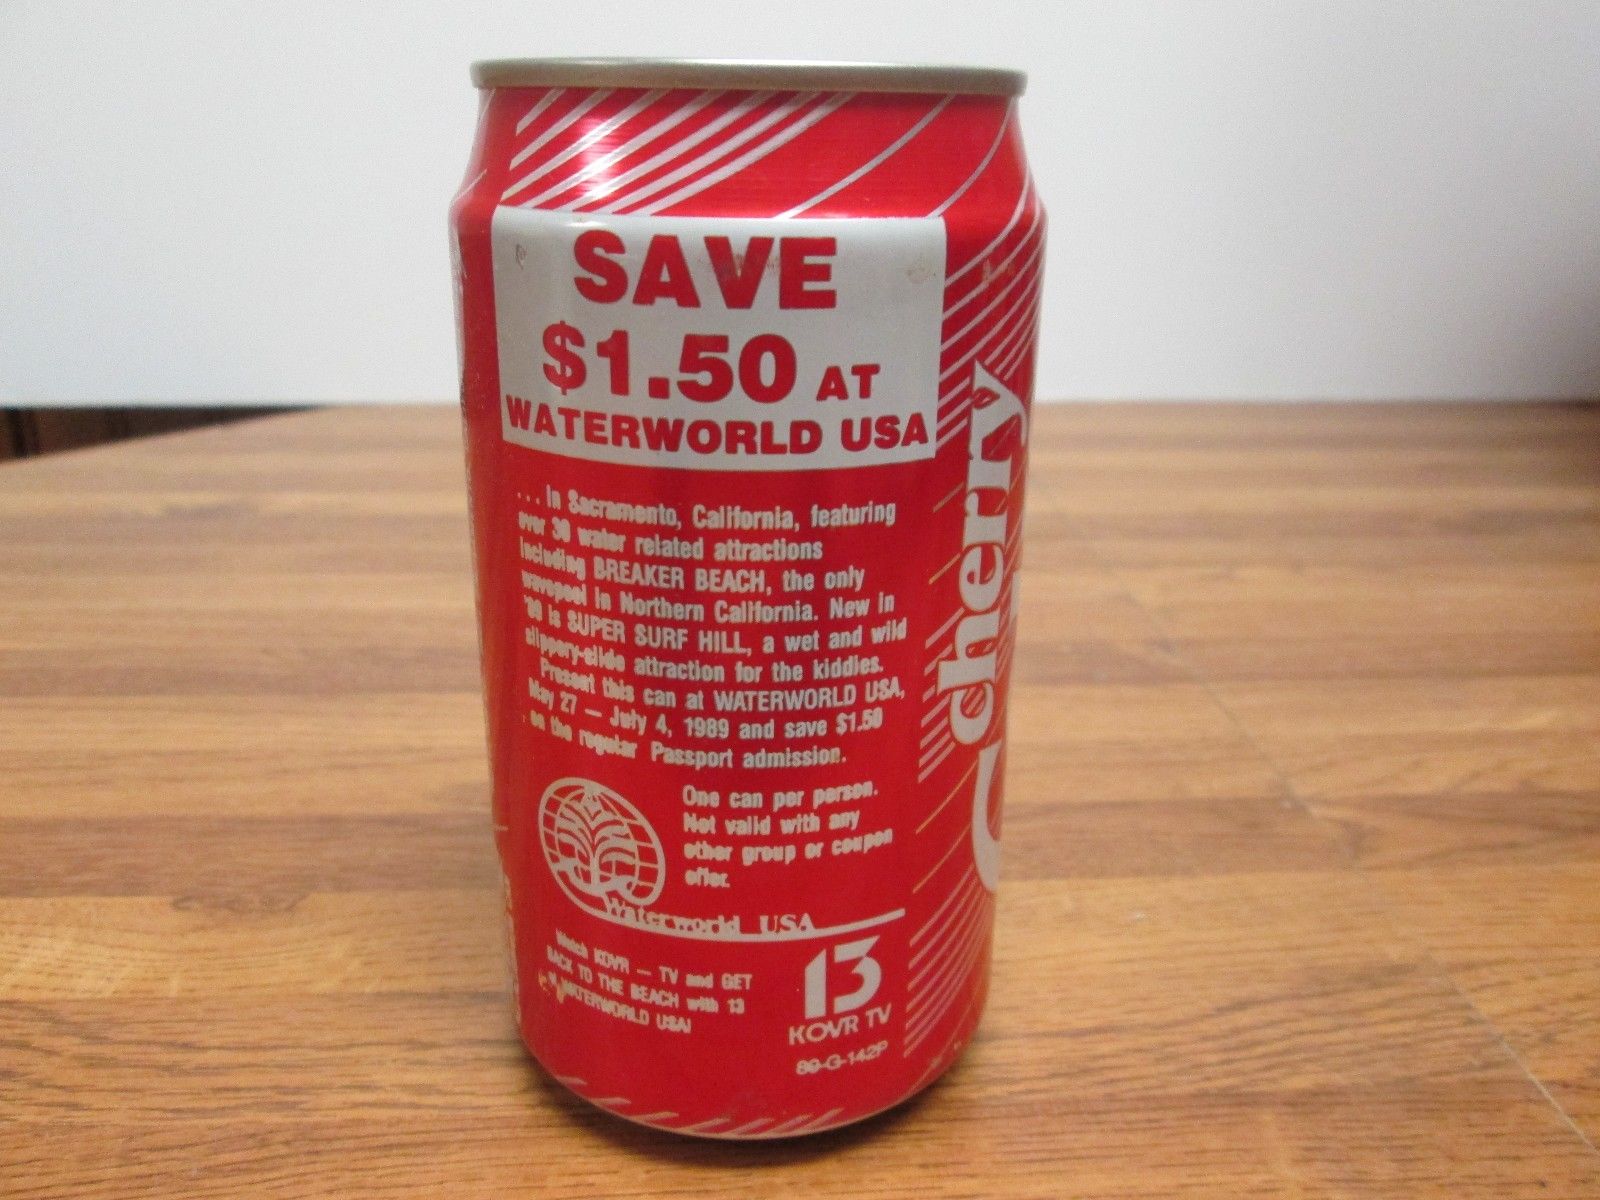 SAVE
$1.50 AT
WATERWORLD USA
... In Sacramento, California, featuring
over 30 water related attractions
including BREAKER BEACH, the only
wavepool in Northern California. New in
'89 is SUPER SURF HILL, a wet and wild
slippery-slide attraction for the kiddies.
Present this can at WATERWORLD USA,
May 27 — July 4, 1989 and save $1.50
on the regular Passport admission.
One can per person.
Not valid with any
other group or coupon
offer.
Waterworld USA
Watch KOVR — TV and GET
BACK TO THE BEACH with 13
at WATERWORLD USA!
13
KOVR TV
89-G-142P
cherry
C